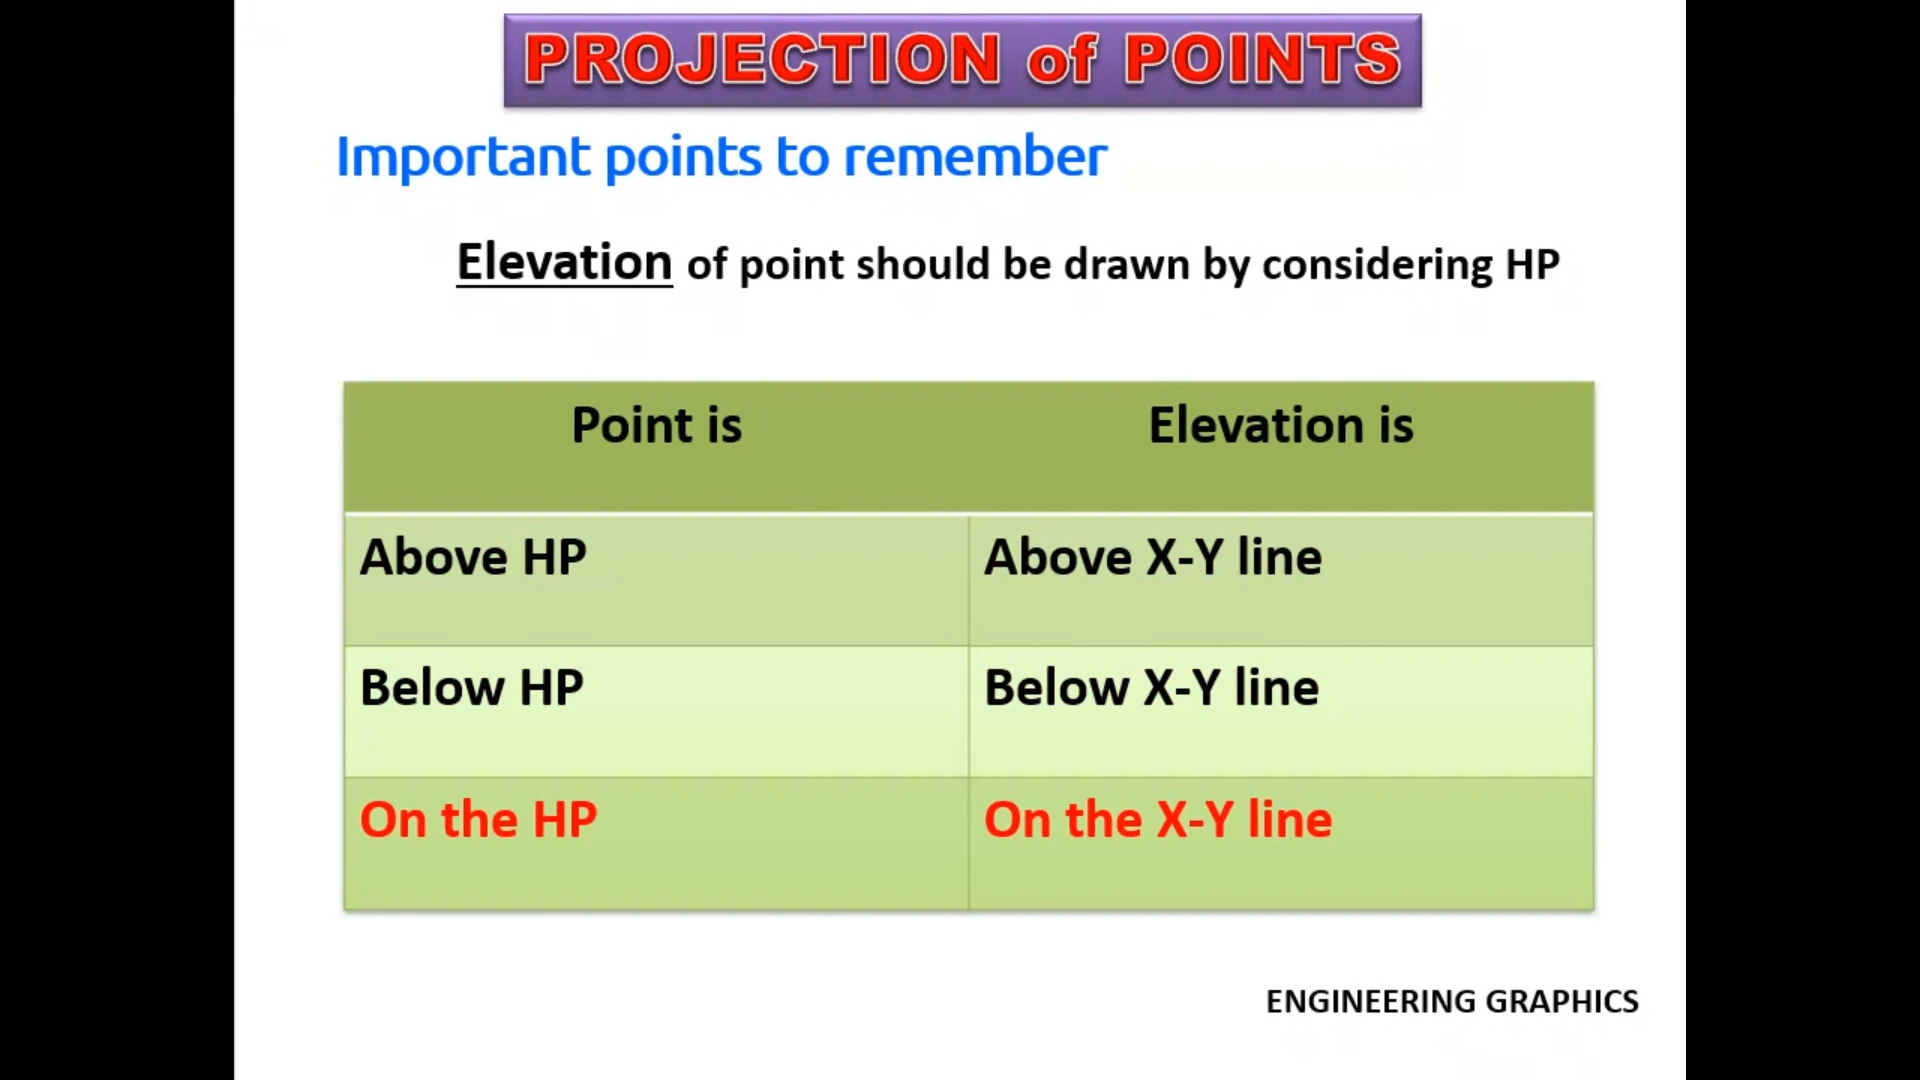 PROJECTION of POINTS
Important points to remember
Elevation of point should be drawn by considering HP
Point is
Elevation is
Above HP
Above X-Y line
Below HP
Below X-Y line
On the HP
On the X-Y line
ENGINEERING GRAPHICS